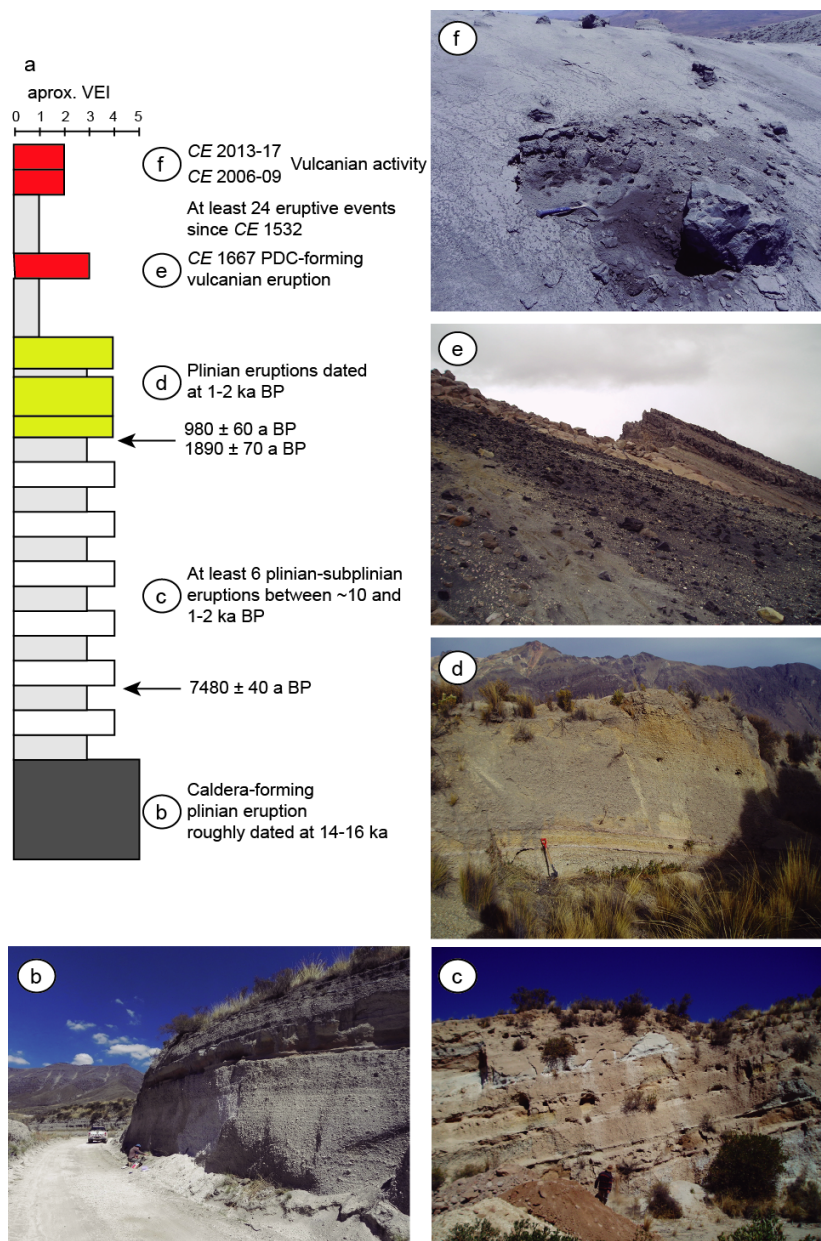 a
aprox. VEI
0 1 2 3 4 5
f
CE 2013-17
CE 2006-09
Vulcanian activity
At least 24 eruptive events
since CE 1532
e
CE 1667 PDC-forming
vulcanian eruption
d
Plinian eruptions dated
at 1-2 ka BP
980 ± 60 a BP
1890 ± 70 a BP
c
At least 6 plinian-subplinian
eruptions between ~10 and
1-2 ka BP
7480 ± 40 a BP
b
Caldera-forming
plinian eruption
roughly dated at 14-16 ka
f
e
d
b
c